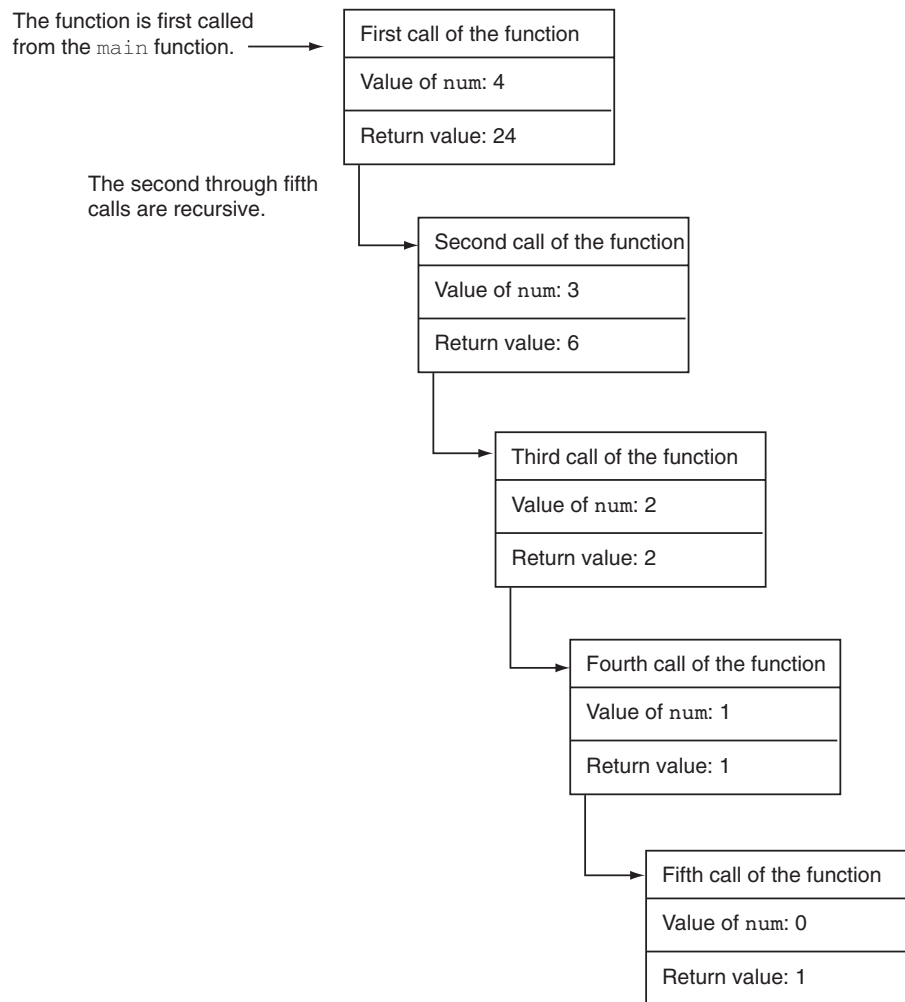 The function is first called
from the main function.
First call of the function
Value of num: 4
Return value: 24
The second through fifth
calls are recursive.
Second call of the function
Value of num: 3
Return value: 6
Third call of the function
Value of num: 2
Return value: 2
Fourth call of the function
Value of num: 1
Return value: 1
Fifth call of the function
Value of num: 0
Return value: 1